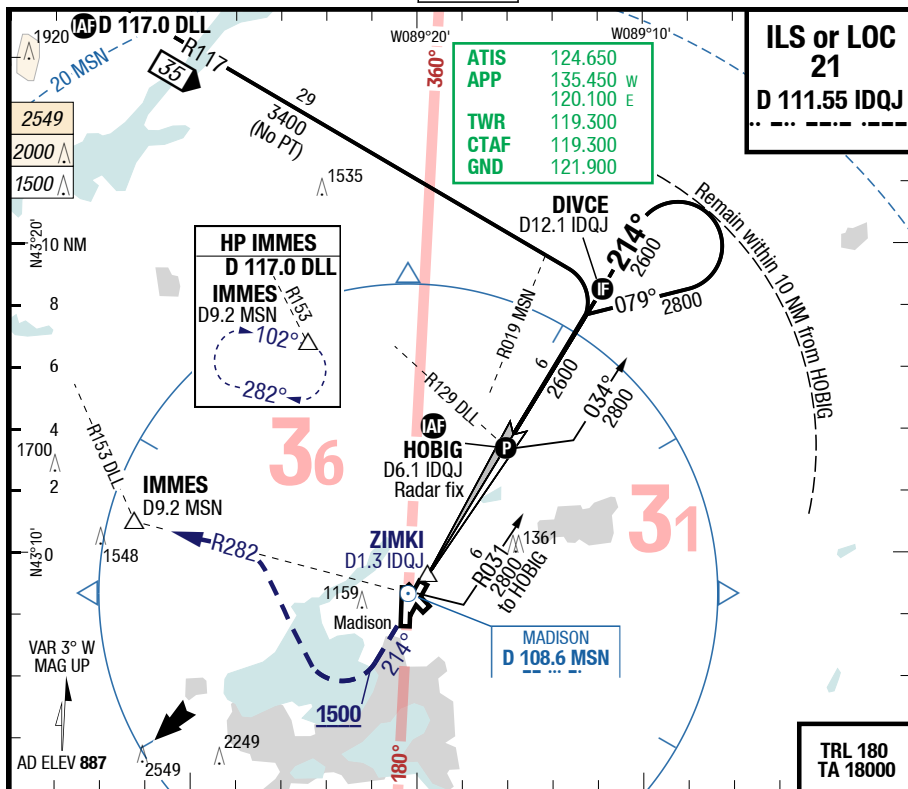 1920
IAF D 117.0 DLL
R117
35
20 MSN
29
3400
(No PT)
W089°20'
W089°10'
360°
ATIS 124.650
APP 135.450 W
120.100 E
TWR 119.300
CTAF 119.300
GND 121.900
ILS or LOC
21
D 111.55 IDQJ
2549
2000
1500
1535
N43°20'
10 NM
8
6
4
2
0
N43°10'
HP IMMES
D 117.0 DLL
IMMES
D9.2 MSN
R153
102°
282°
DIVCE
D12.1 IDQJ
IF
214°
2600
079°
2800
Remain within 10 NM from HOBIG
R019 MSN
6
2600
R129 DLL
034°
2800
IAF
HOBIG
D6.1 IDQJ
Radar fix
P
36
31
1700
R153 DLL
IMMES
D9.2 MSN
1548
R282
ZIMKI
D1.3 IDQJ
6
R031
2800
to HOBIG
1361
1159
Madison
214°
MADISON
D 108.6 MSN
1500
VAR 3° W
MAG UP
AD ELEV 887
2549
2249
180°
TRL 180
TA 18000